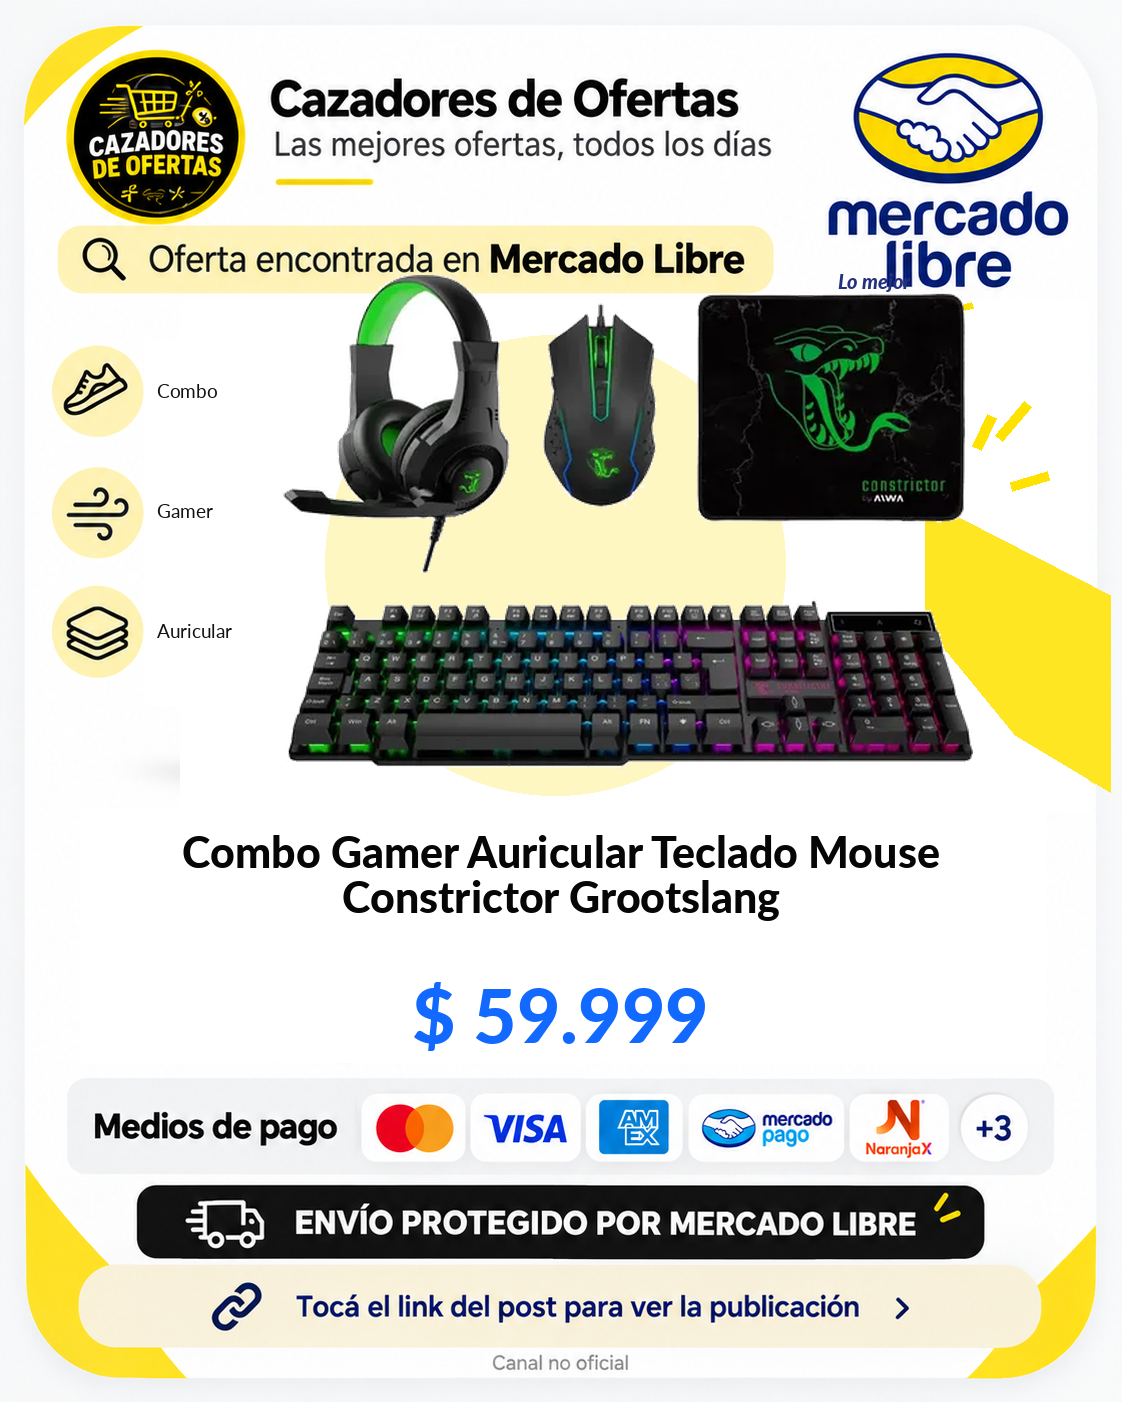 CAZADORES
DE OFERTAS
Cazadores de Ofertas
Las mejores ofertas, todos los días
mercado
libre
Oferta encontrada en Mercado Libre
Lo mejor
Combo
Gamer
Auricular
constrictor
by AIWA
Combo Gamer Auricular Teclado Mouse
Constrictor Grootslang
$ 59.999
Medios de pago
VISA
AM
EX
mercado
pago
NaranjaX
+3
ENVÍO PROTEGIDO POR MERCADO LIBRE
Tocá el link del post para ver la publicación
Canal no oficial